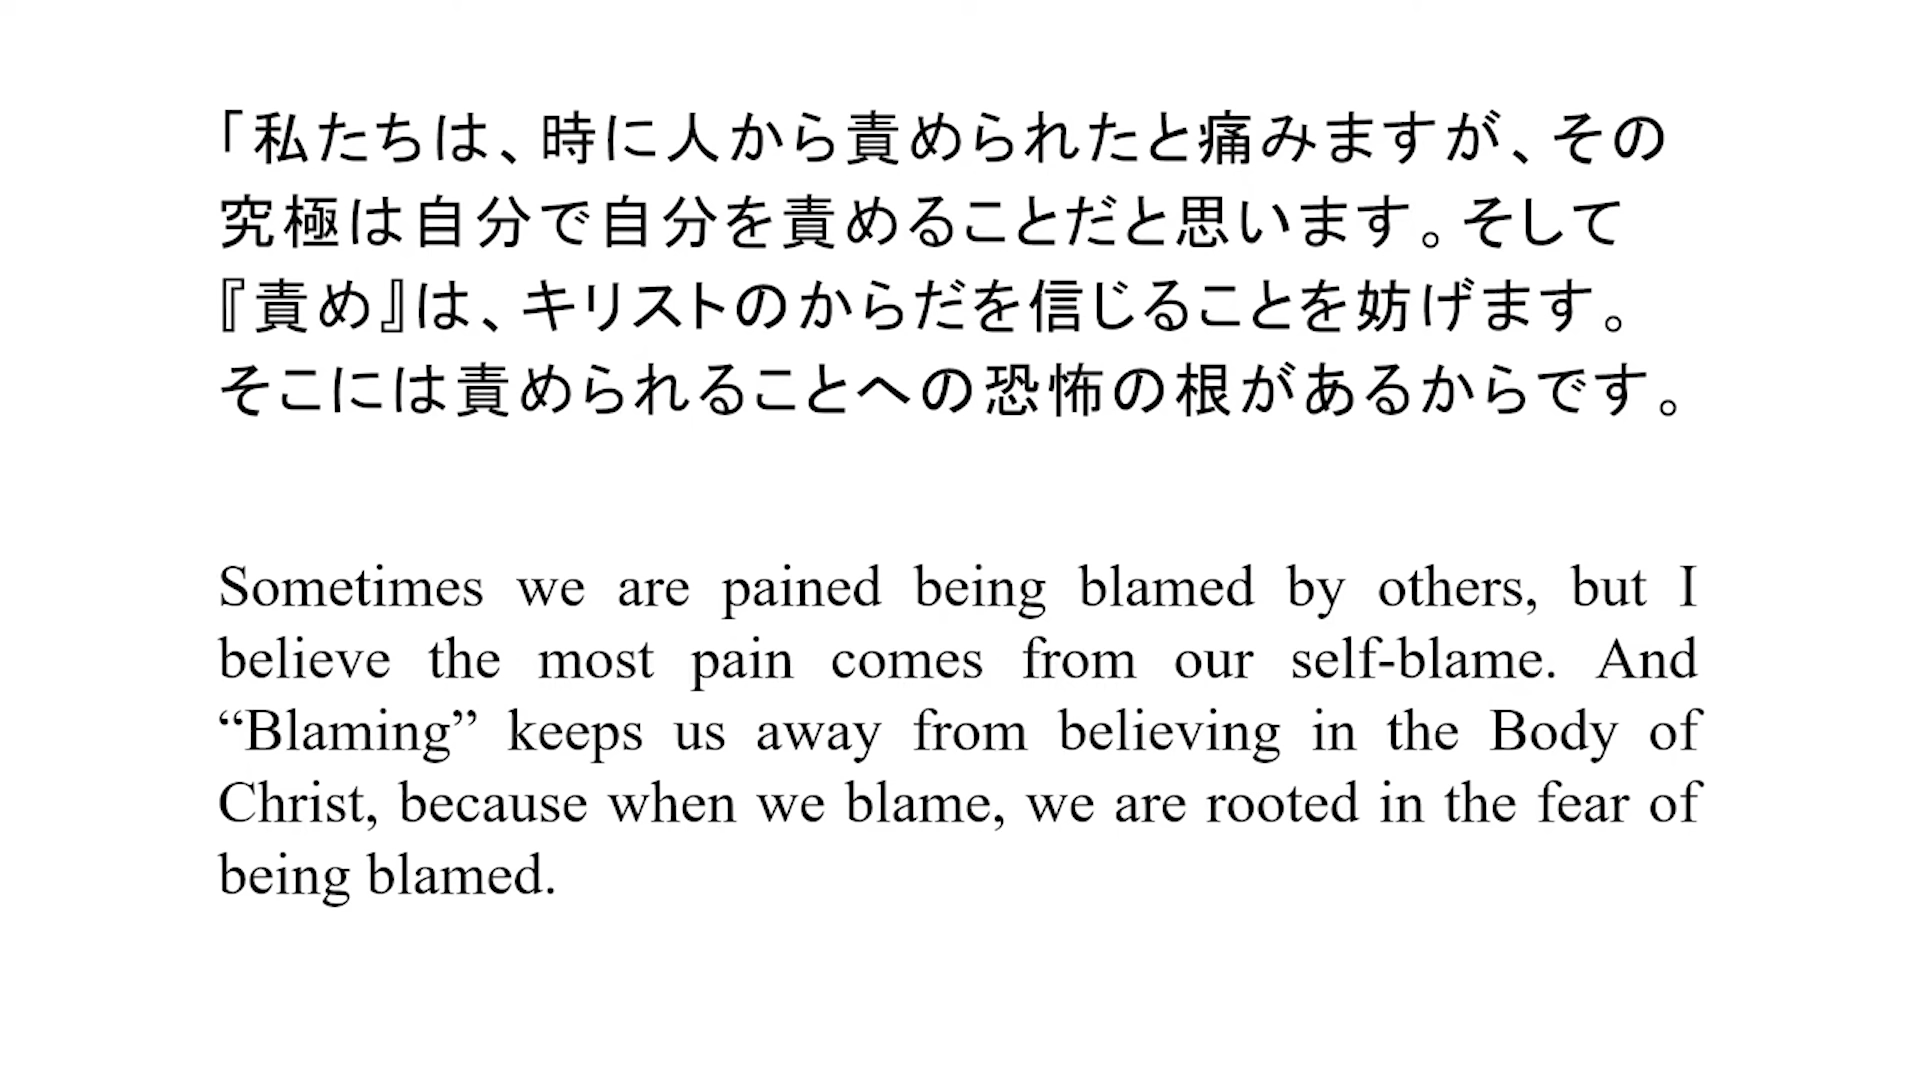 「私たちは、時に人から責められたと痛みますが、その
究極は自分で自分を責めることだと思います。そして
『責め』は、キリストのからだを信じることを妨げます。
そこには責められることへの恐怖の根があるからです。
Sometimes we are pained being blamed by others, but I
believe the most pain comes from our self-blame. And
“Blaming” keeps us away from believing in the Body of
Christ, because when we blame, we are rooted in the fear of
being blamed.